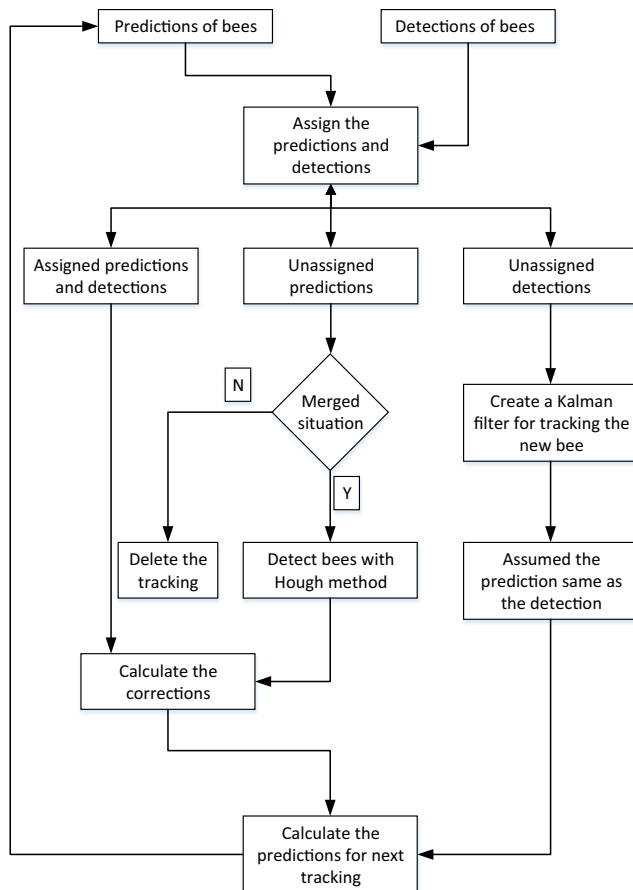 Predictions of bees
Detections of bees
Assign the
predictions and
detections
Assigned predictions
and detections
Unassigned
predictions
Unassigned
detections
N
Merged
situation
Create a Kalman
filter for tracking the
new bee
Y
Delete the
tracking
Detect bees with
Hough method
Assumed the
prediction same as
the detection
Calculate the
corrections
Calculate the
predictions for next
tracking